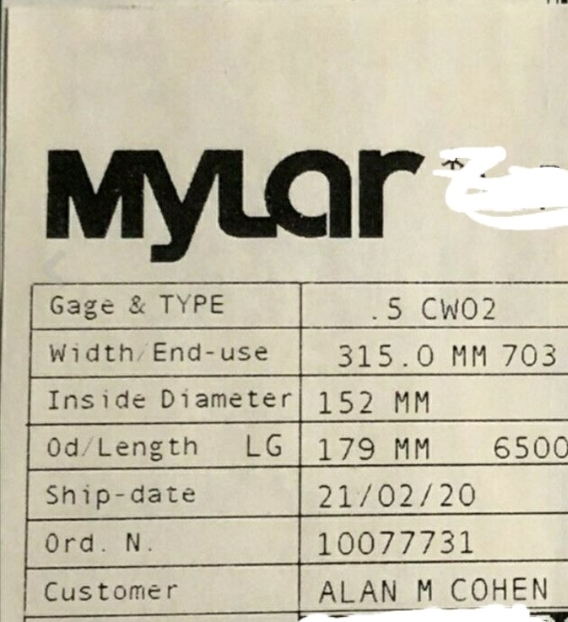 Mylar
Gage & TYPE .5 CW02
Width/End-use 315.0 MM 703
Inside Diameter 152 MM
Od/Length LG 179 MM 6500
Ship-date 21/02/20
Ord. N. 10077731
Customer ALAN M COHEN